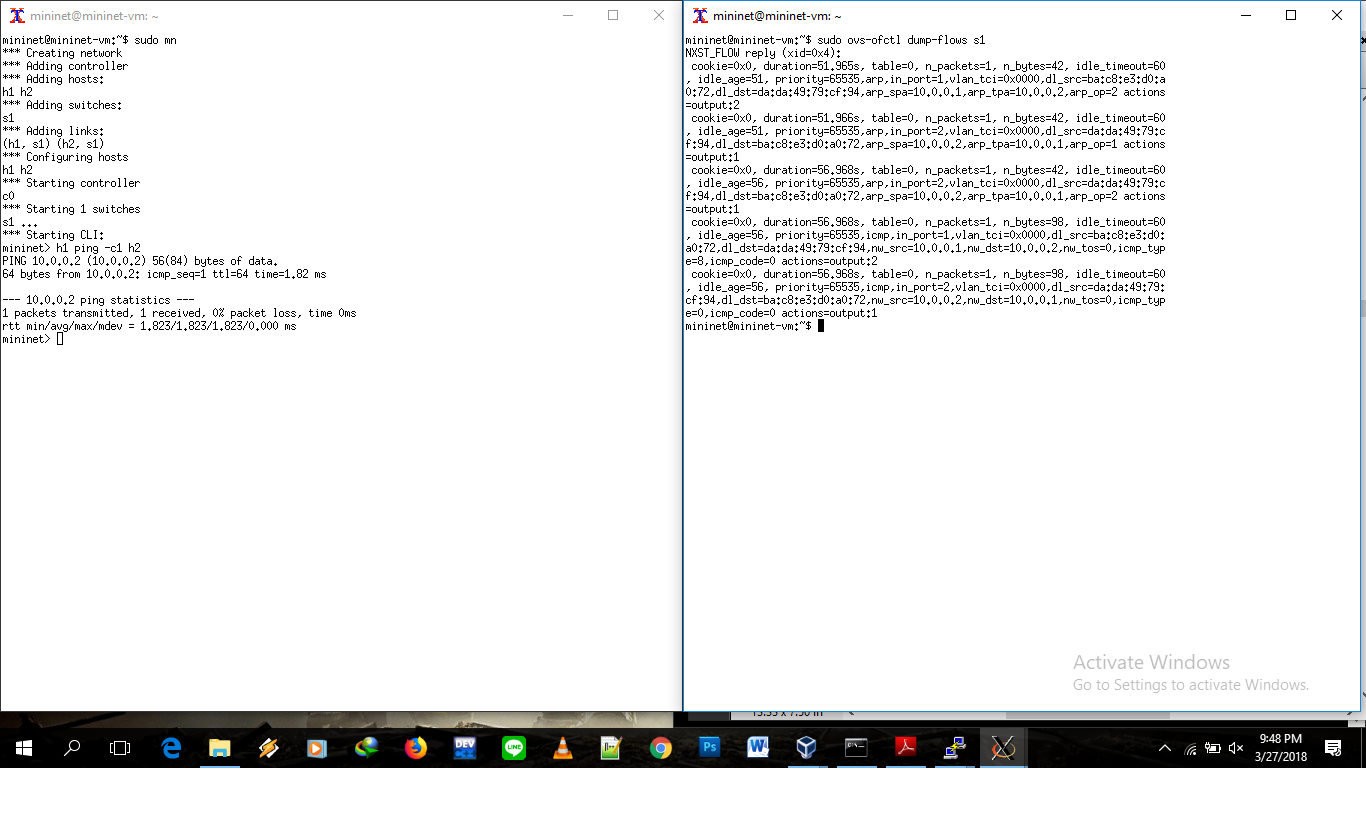 mininet@mininet-vm: ~
mininet@mininet-vm:~$ sudo mn
*** Creating network
*** Adding controller
*** Adding hosts:
h1 h2
*** Adding switches:
s1
*** Adding links:
(h1, s1) (h2, s1)
*** Configuring hosts
h1 h2
*** Starting controller
c0
*** Starting 1 switches
s1 ...
*** Starting CLI:
mininet> h1 ping -c1 h2
PING 10.0.0.2 (10.0.0.2) 56(84) bytes of data.
64 bytes from 10.0.0.2: icmp_seq=1 ttl=64 time=1.82 ms
--- 10.0.0.2 ping statistics ---
1 packets transmitted, 1 received, 0% packet loss, time 0ms
rtt min/avg/max/mdev = 1.823/1.823/1.823/0.000 ms
mininet>
mininet@mininet-vm: ~
mininet@mininet-vm:~$ sudo ovs-ofctl dump-flows s1
NXST_FLOW reply (xid=0x4):
cookie=0x0, duration=51.965s, table=0, n_packets=1, n_bytes=42, idle_timeout=60
, idle_age=51, priority=65535,arp,in_port=1,vlan_tci=0x0000,dl_src=ba:c8:e3:d0:a
0:72,dl_dst=da:da:49:79:cf:94,arp_spa=10.0.0.1,arp_tpa=10.0.0.2,arp_op=2 actions
=output:2
cookie=0x0, duration=51.966s, table=0, n_packets=1, n_bytes=42, idle_timeout=60
, idle_age=51, priority=65535,arp,in_port=2,vlan_tci=0x0000,dl_src=da:da:49:79:c
f:94,dl_dst=ba:c8:e3:d0:a0:72,arp_spa=10.0.0.2,arp_tpa=10.0.0.1,arp_op=1 actions
=output:1
cookie=0x0, duration=56.968s, table=0, n_packets=1, n_bytes=42, idle_timeout=60
, idle_age=56, priority=65535,arp,in_port=2,vlan_tci=0x0000,dl_src=da:da:49:79:c
f:94,dl_dst=ba:c8:e3:d0:a0:72,arp_spa=10.0.0.2,arp_tpa=10.0.0.1,arp_op=2 actions
=output:1
cookie=0x0, duration=56.968s, table=0, n_packets=1, n_bytes=98, idle_timeout=60
, idle_age=56, priority=65535,icmp,in_port=1,vlan_tci=0x0000,dl_src=ba:c8:e3:d0:
a0:72,dl_dst=da:da:49:79:cf:94,nw_src=10.0.0.1,nw_dst=10.0.0.2,nw_tos=0,icmp_typ
e=8,icmp_code=0 actions=output:2
cookie=0x0, duration=56.968s, table=0, n_packets=1, n_bytes=98, idle_timeout=60
, idle_age=56, priority=65535,icmp,in_port=2,vlan_tci=0x0000,dl_src=da:da:49:79:
cf:94,dl_dst=ba:c8:e3:d0:a0:72,nw_src=10.0.0.2,nw_dst=10.0.0.1,nw_tos=0,icmp_typ
e=0,icmp_code=0 actions=output:1
mininet@mininet-vm:~$
Activate Windows
Go to Settings to activate Windows.
DEV
LINE
Ps
9:48 PM
3/27/2018